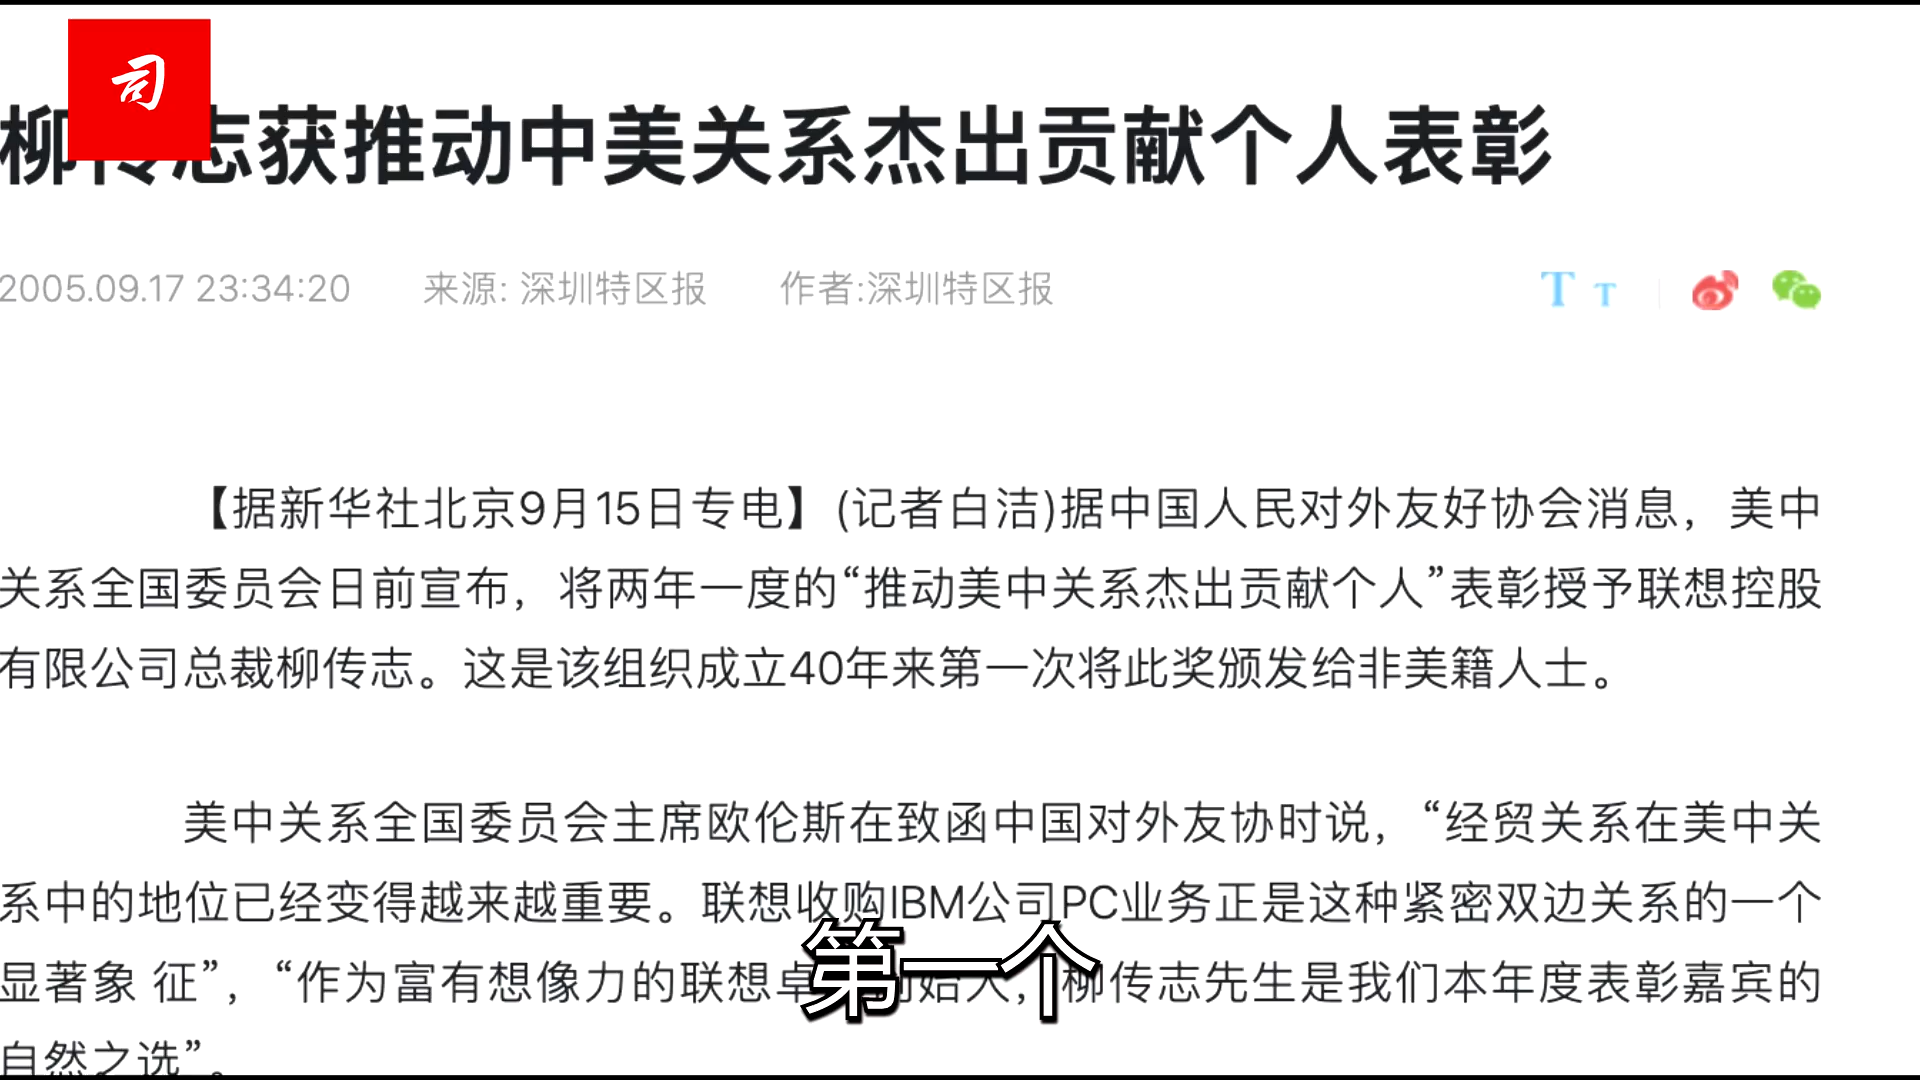 司
柳传志获推动中美关系杰出贡献个人表彰
2005.09.17 23:34:20 来源: 深圳特区报 作者:深圳特区报 T T
【据新华社北京9月15日专电】(记者白洁)据中国人民对外友好协会消息，美中
关系全国委员会日前宣布，将两年一度的“推动美中关系杰出贡献个人”表彰授予联想控股
有限公司总裁柳传志。这是该组织成立40年来第一次将此奖颁发给非美籍人士。
美中关系全国委员会主席欧伦斯在致函中国对外友协时说，“经贸关系在美中关
系中的地位已经变得越来越重要。联想收购IBM公司PC业务正是这种紧密双边关系的一个
显著象 征”，“作为富有想像力的联想卓 创始人，柳传志先生是我们本年度表彰嘉宾的
自然之选”。
第一个